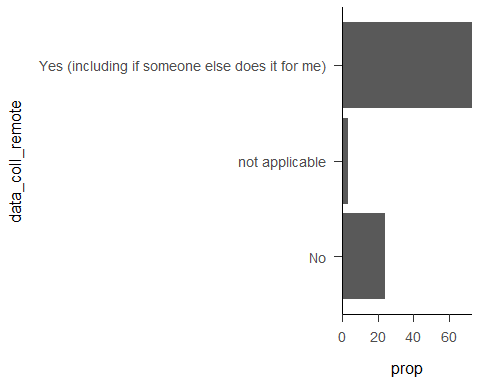 data_coll_remote
Yes (including if someone else does it for me)
not applicable
No
0 20 40 60
prop